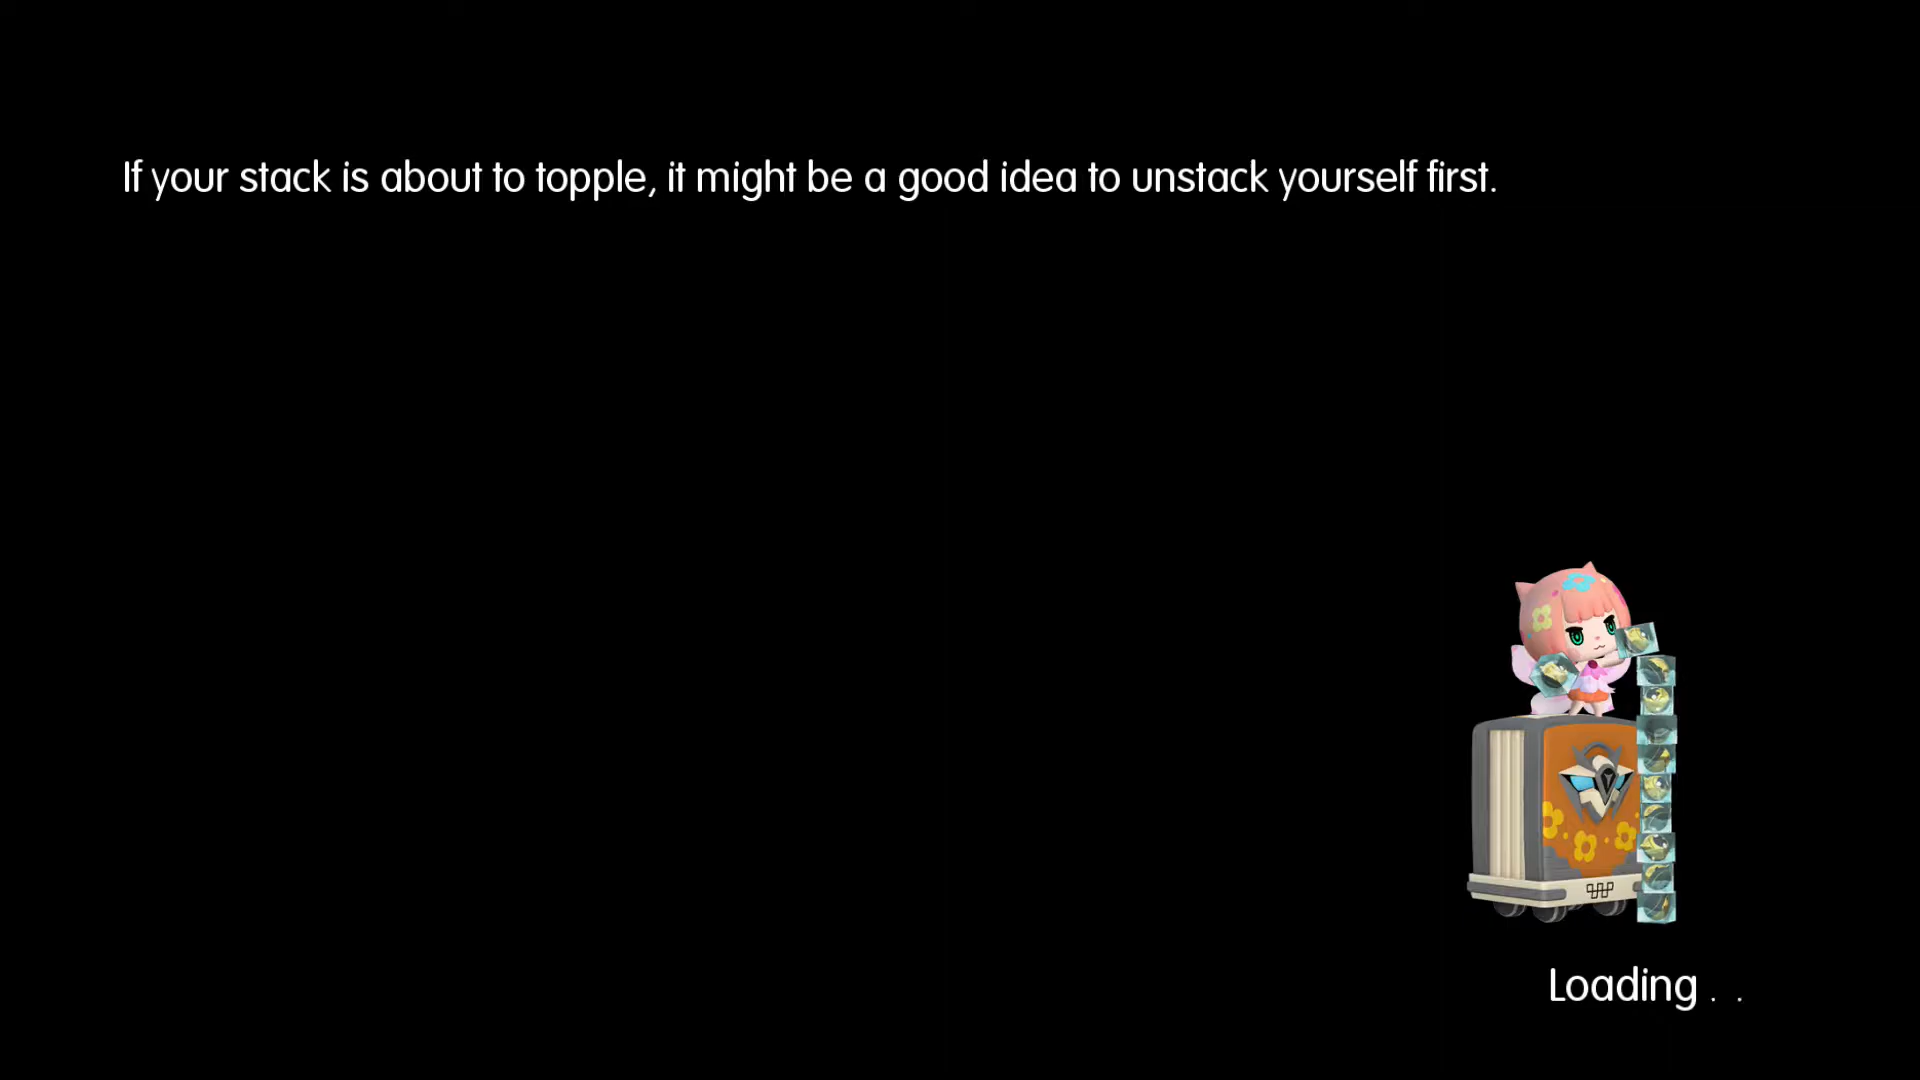 If your stack is about to topple, it might be a good idea to unstack yourself first.
Loading . .